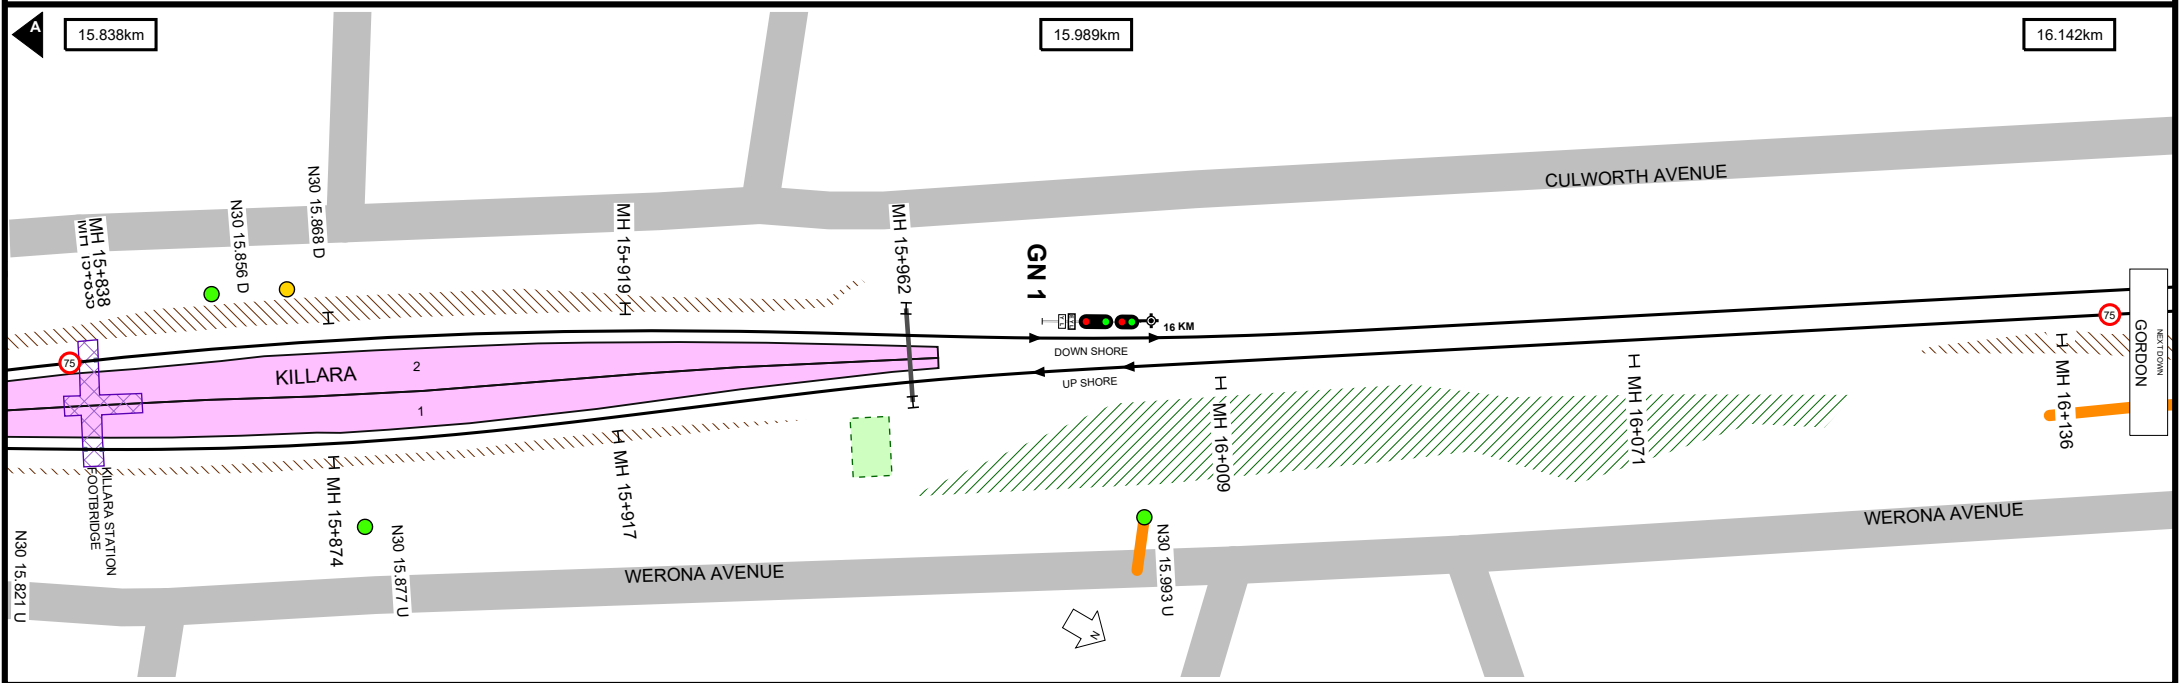 A
15.838km
15.989km
16.142km
CULWORTH AVENUE
N30 15.868 D
N30 15.856 D
MH 15+838
MH 15+835
MH 15+919
MH 15+962
GN 1
16 KM
DOWN SHORE
UP SHORE
75
KILLARA
2
1
75
GORDON
NEXT DOWN
MH 16+009
MH 16+071
MH 16+136
KILLARA STATION
FOOTBRIDGE
MH 15+874
MH 15+917
N30 15.821 U
N30 15.877 U
N30 15.993 U
WERONA AVENUE
WERONA AVENUE
N